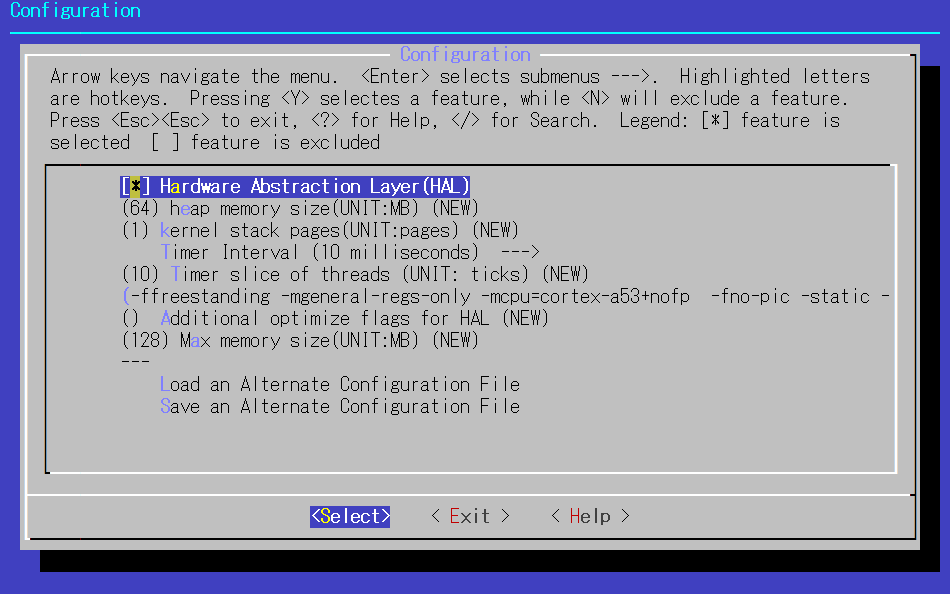 Configuration
Configuration
Arrow keys navigate the menu.  <Enter> selects submenus --->.  Highlighted letters
are hotkeys.  Pressing <Y> selectes a feature, while <N> will exclude a feature.
Press <Esc><Esc> to exit, <?> for Help, </> for Search.  Legend: [*] feature is
selected  [ ] feature is excluded
[*] Hardware Abstraction Layer(HAL)
(64) heap memory size(UNIT:MB) (NEW)
(1) kernel stack pages(UNIT:pages) (NEW)
Timer Interval (10 milliseconds)  --->
(10) Timer slice of threads (UNIT: ticks) (NEW)
(-ffreestanding -mgeneral-regs-only -mcpu=cortex-a53+nofp  -fno-pic -static -
()  Additional optimize flags for HAL (NEW)
(128) Max memory size(UNIT:MB) (NEW)
---
Load an Alternate Configuration File
Save an Alternate Configuration File
<Select>    < Exit >    < Help >